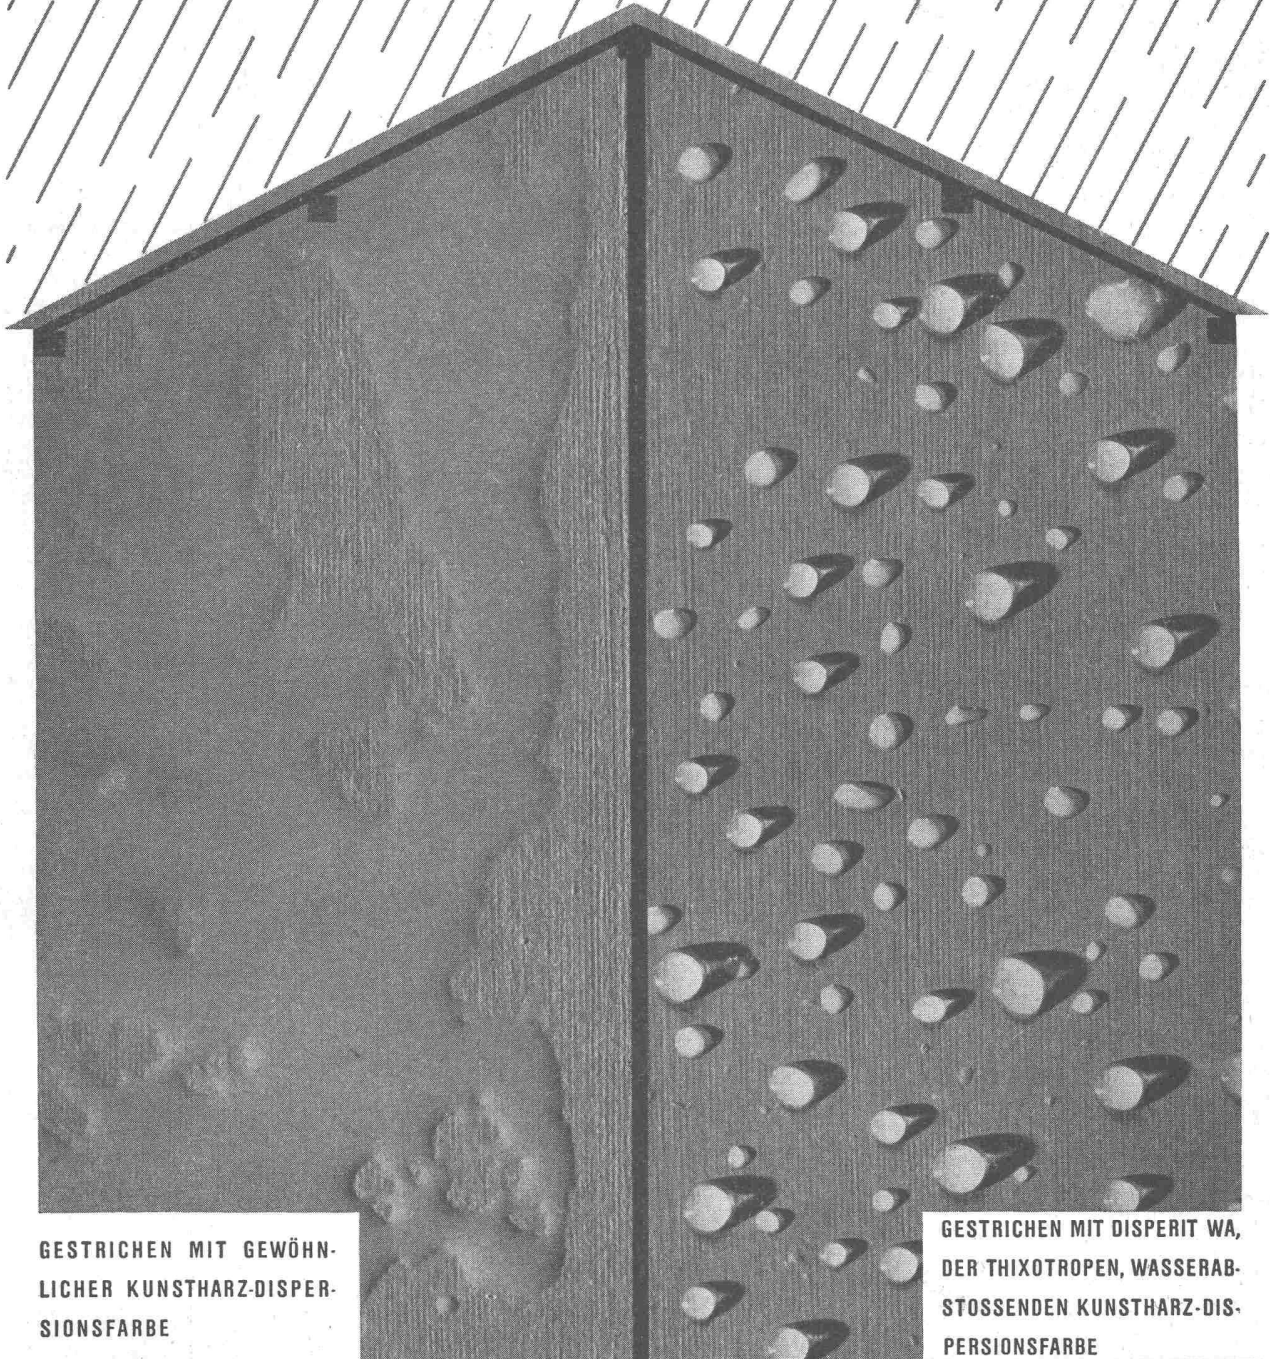 GESTRICHEN MIT GEWÖHN-
LICHER KUNSTHARZ-DISPER-
SIONSFARBE
GESTRICHEN MIT DISPERIT WA,
DER THIXOTROPEN, WASSERAB-
STOSSENDEN KUNSTHARZ-DIS-
PERSIONSFARBE